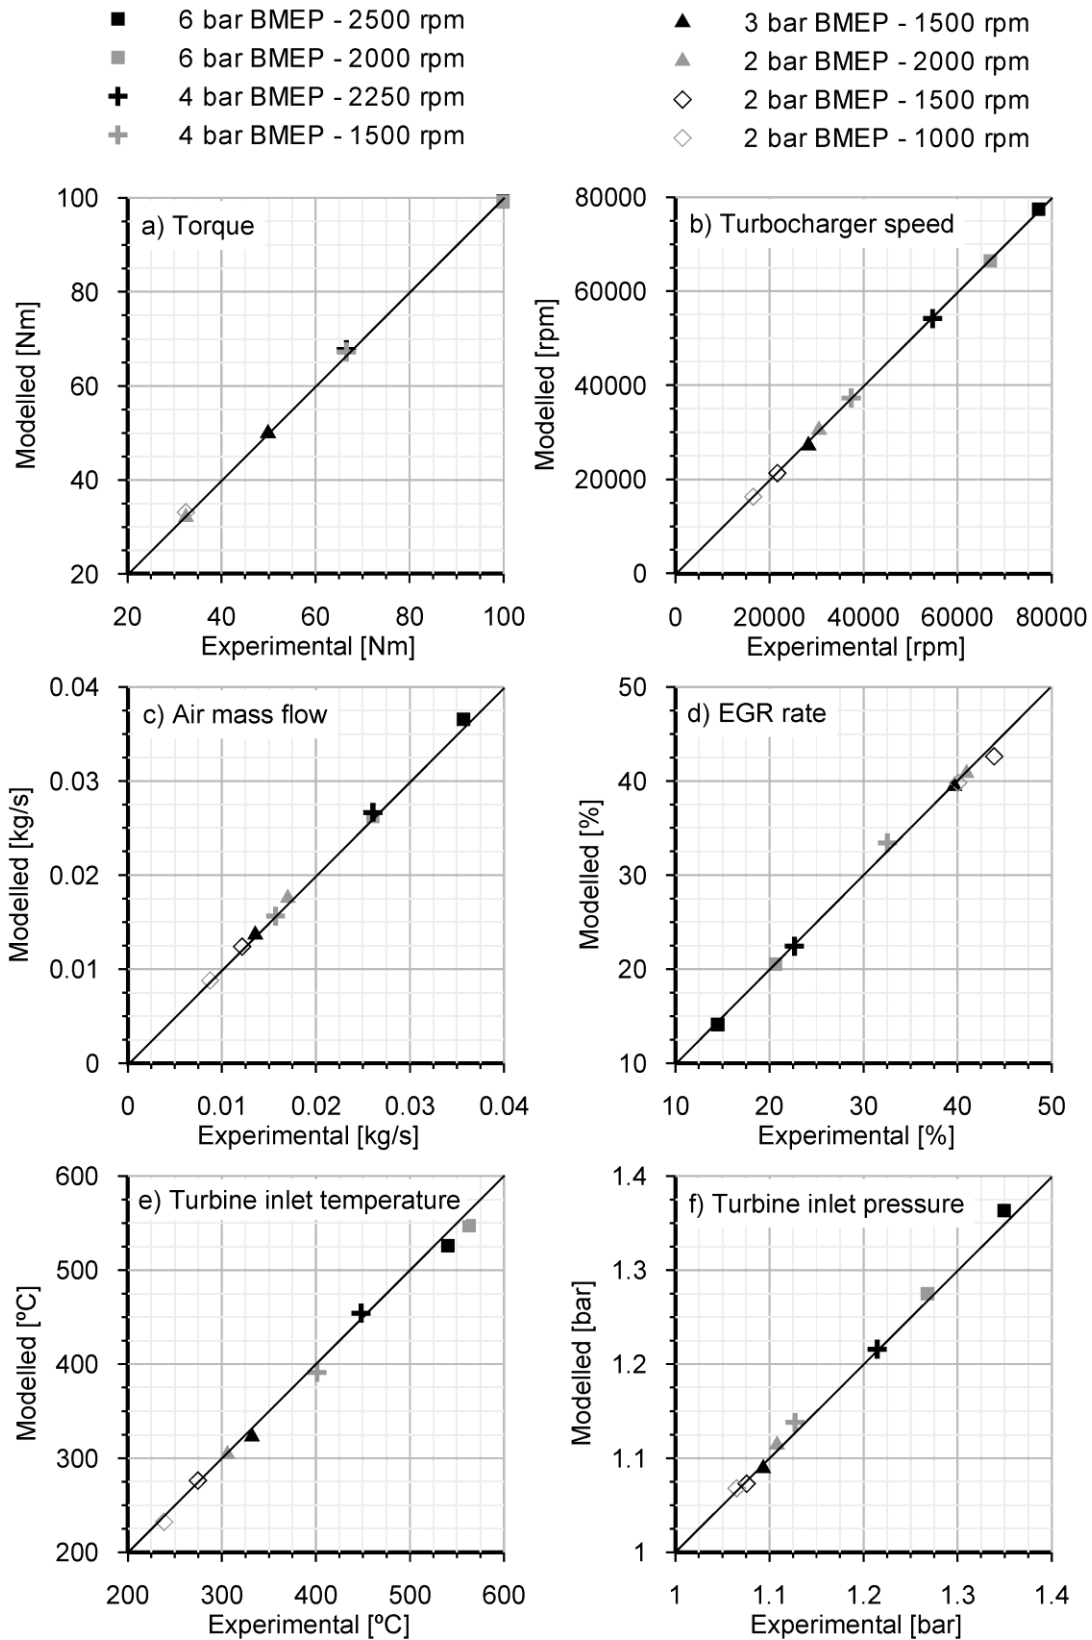 6 bar BMEP - 2500 rpm
6 bar BMEP - 2000 rpm
4 bar BMEP - 2250 rpm
4 bar BMEP - 1500 rpm
3 bar BMEP - 1500 rpm
2 bar BMEP - 2000 rpm
2 bar BMEP - 1500 rpm
2 bar BMEP - 1000 rpm
a) Torque
Modelled [Nm]
100
80
60
40
20
20 40 60 80 100
Experimental [Nm]
b) Turbocharger speed
Modelled [rpm]
80000
60000
40000
20000
0
0 20000 40000 60000 80000
Experimental [rpm]
c) Air mass flow
Modelled [kg/s]
0.04
0.03
0.02
0.01
0
0 0.01 0.02 0.03 0.04
Experimental [kg/s]
d) EGR rate
Modelled [%]
50
40
30
20
10
10 20 30 40 50
Experimental [%]
e) Turbine inlet temperature
Modelled [ºC]
600
500
400
300
200
200 300 400 500 600
Experimental [ºC]
f) Turbine inlet pressure
Modelled [bar]
1.4
1.3
1.2
1.1
1
1 1.1 1.2 1.3 1.4
Experimental [bar]